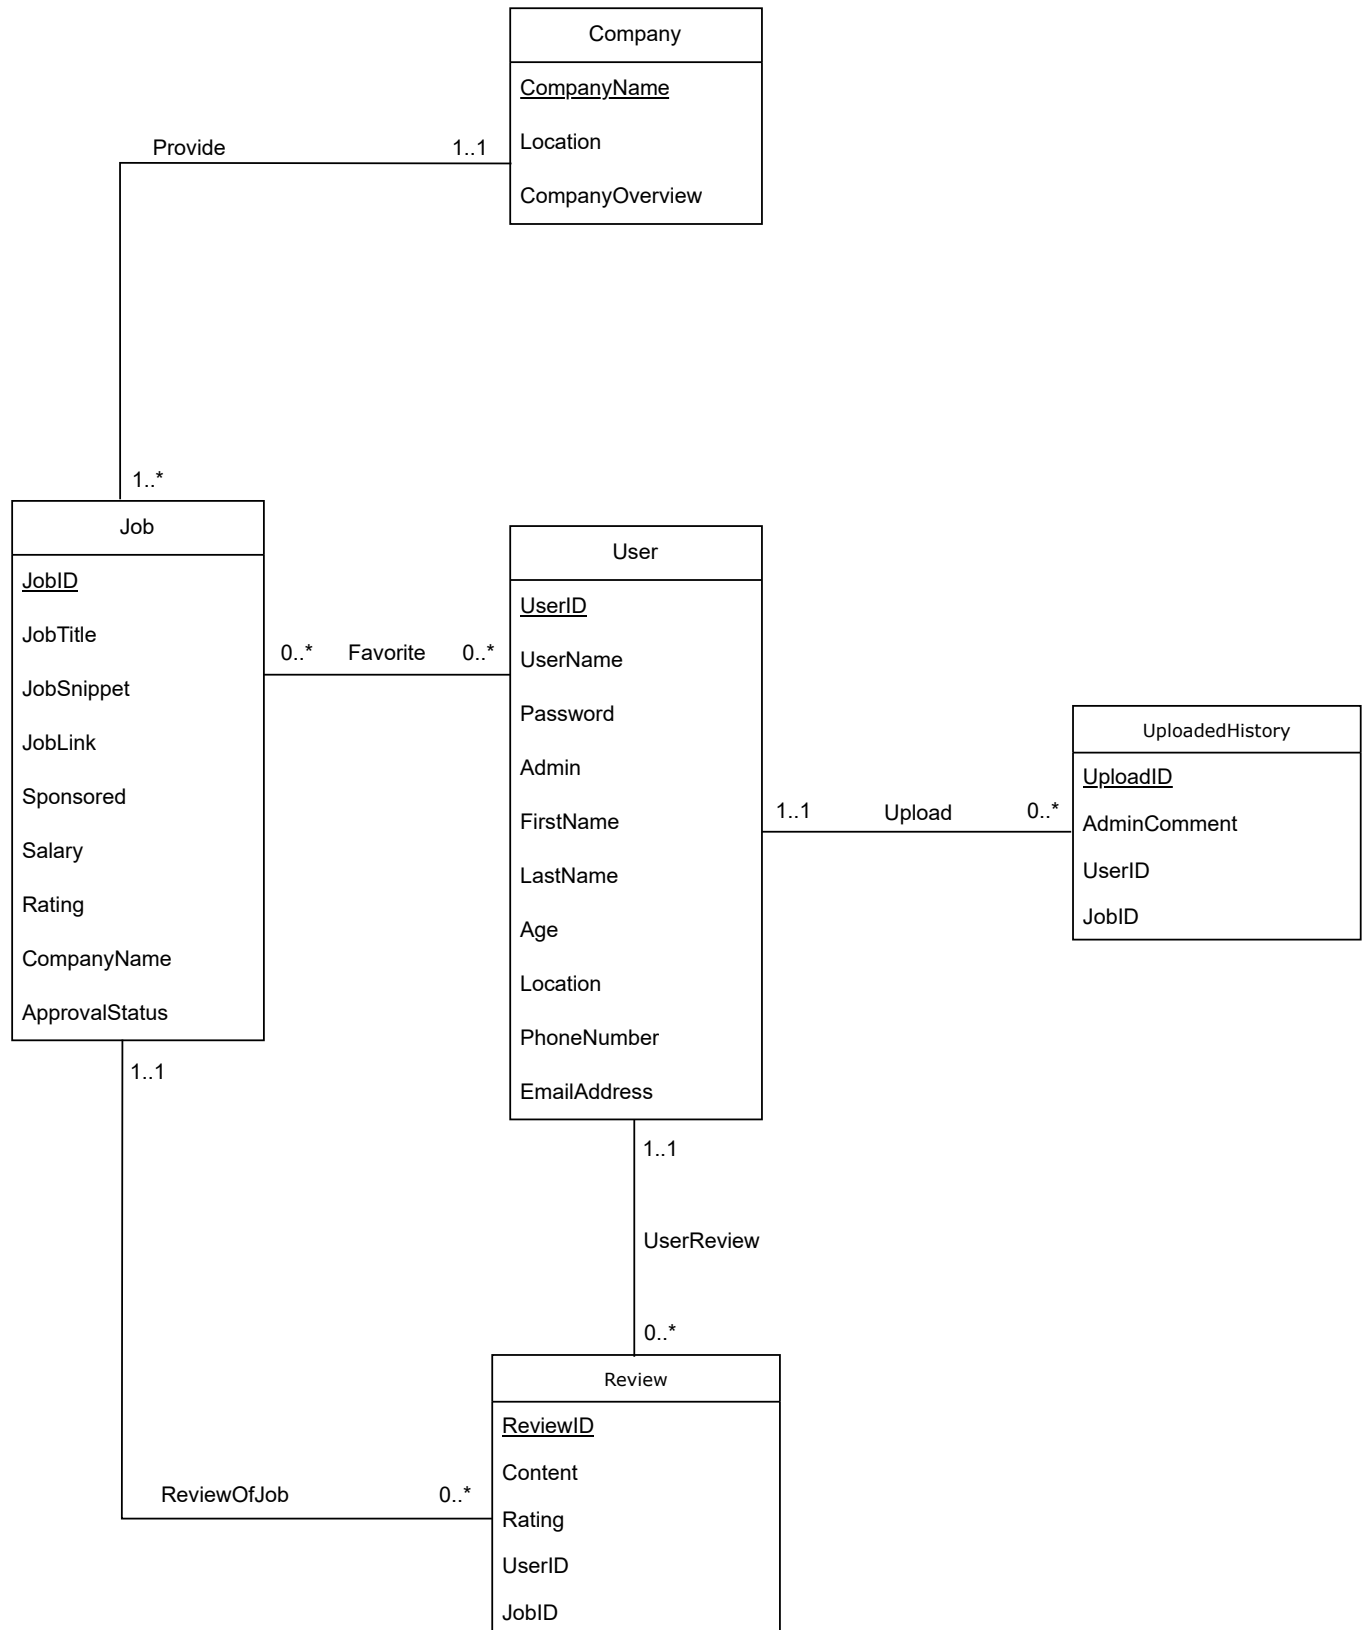 Company
CompanyName
Location
CompanyOverview
Provide
1..1
1..*
Job
JobID
JobTitle
JobSnippet
JobLink
Sponsored
Salary
Rating
CompanyName
ApprovalStatus
0..*
Favorite
0..*
User
UserID
UserName
Password
Admin
FirstName
LastName
Age
Location
PhoneNumber
EmailAddress
1..1
Upload
0..*
UploadedHistory
UploadID
AdminComment
UserID
JobID
1..1
1..1
UserReview
0..*
ReviewOfJob
0..*
Review
ReviewID
Content
Rating
UserID
JobID